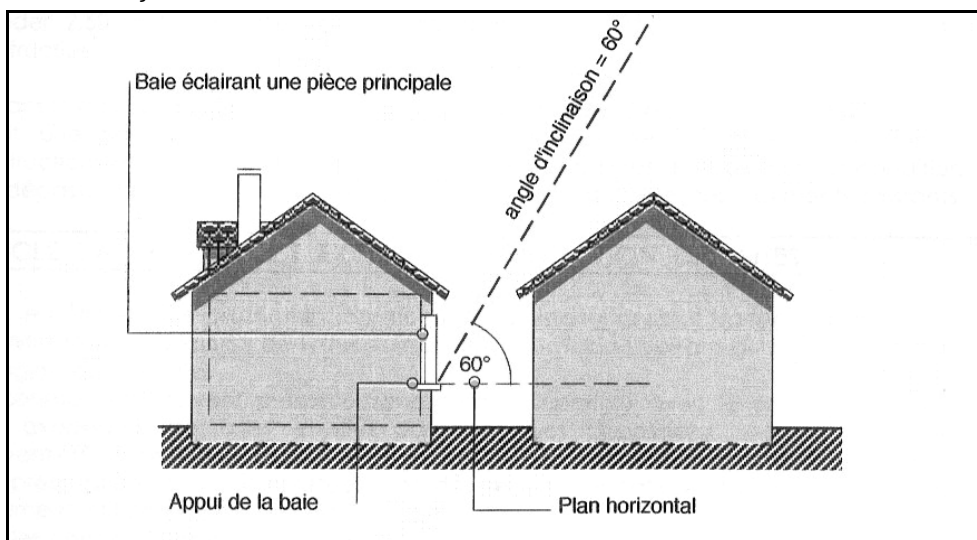 Baie éclairant une pièce principale
angle d'inclinaison = 60°
60°
Appui de la baie
Plan horizontal